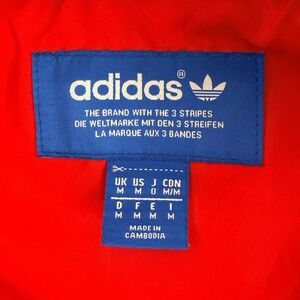 adidas®
THE BRAND WITH THE 3 STRIPES
DIE WELTMARKE MIT DEN 3 STREIFEN
LA MARQUE AUX 3 BANDES
UK US J CDN
M M O M/M
D F E I
M M M M
MADE IN
CAMBODIA